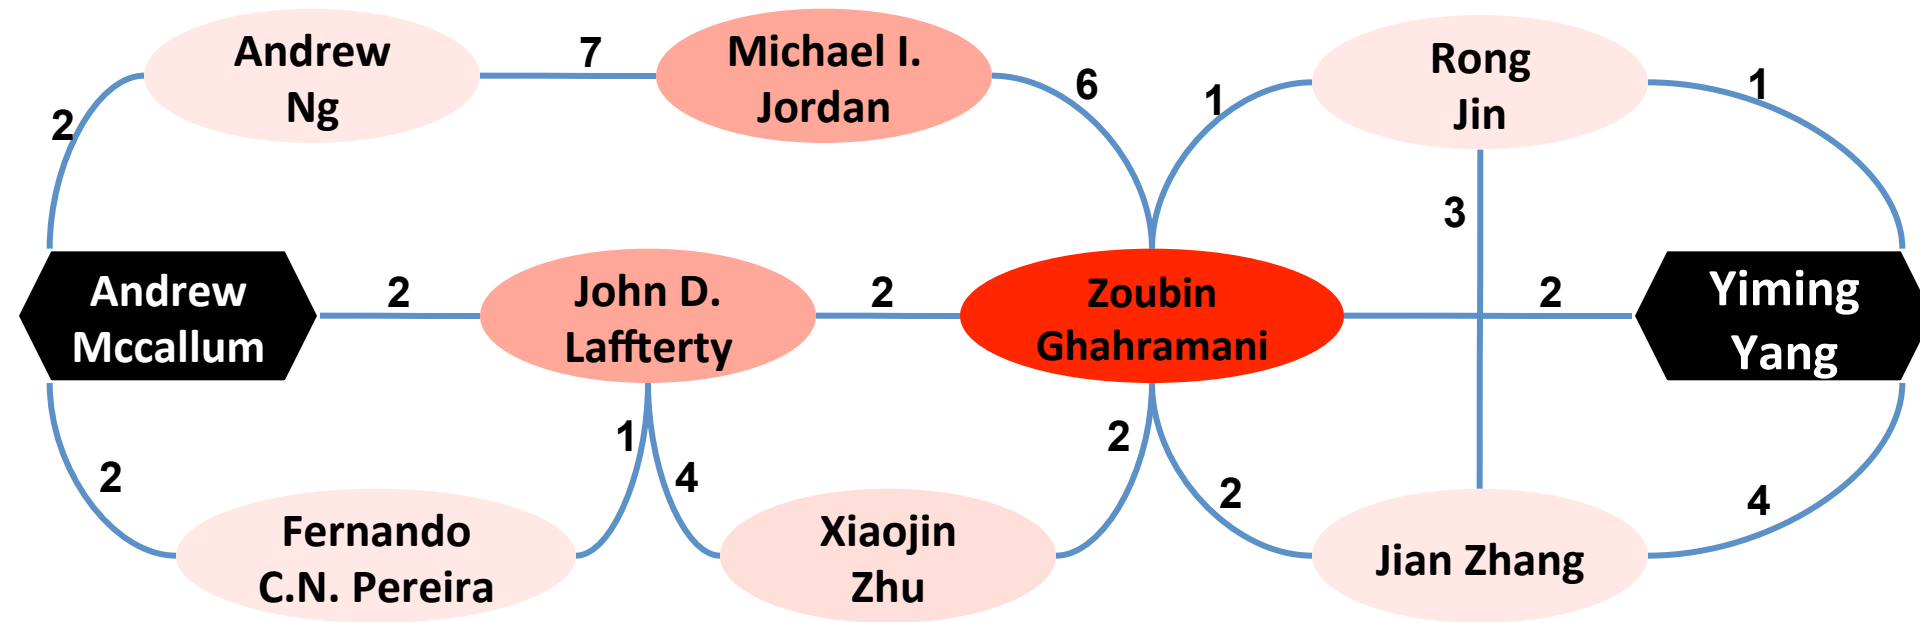 Andrew
Ng
7
Michael I.
Jordan
6
1
Rong
Jin
1
2
3
Andrew
Mccallum
2
John D.
Laffterty
2
Zoubin
Ghahramani
2
Yiming
Yang
2
1
4
2
2
4
Fernando
C.N. Pereira
Xiaojin
Zhu
Jian Zhang